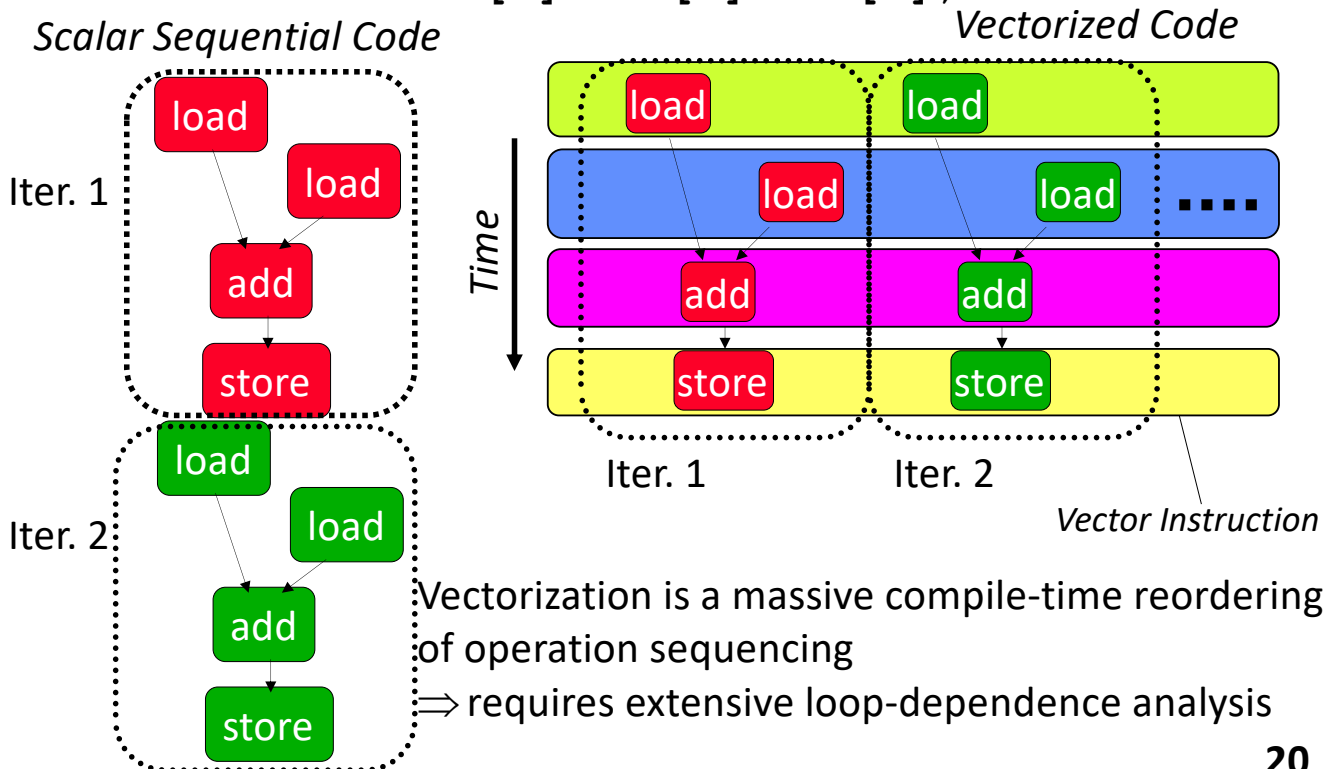 Scalar Sequential Code
Vectorized Code
Iter. 1
load
load
add
store
Iter. 2
load
load
add
store
Time
load
load
load
load
....
add
add
store
store
Iter. 1
Iter. 2
Vector Instruction
Vectorization is a massive compile-time reordering
of operation sequencing
⇒ requires extensive loop-dependence analysis
20